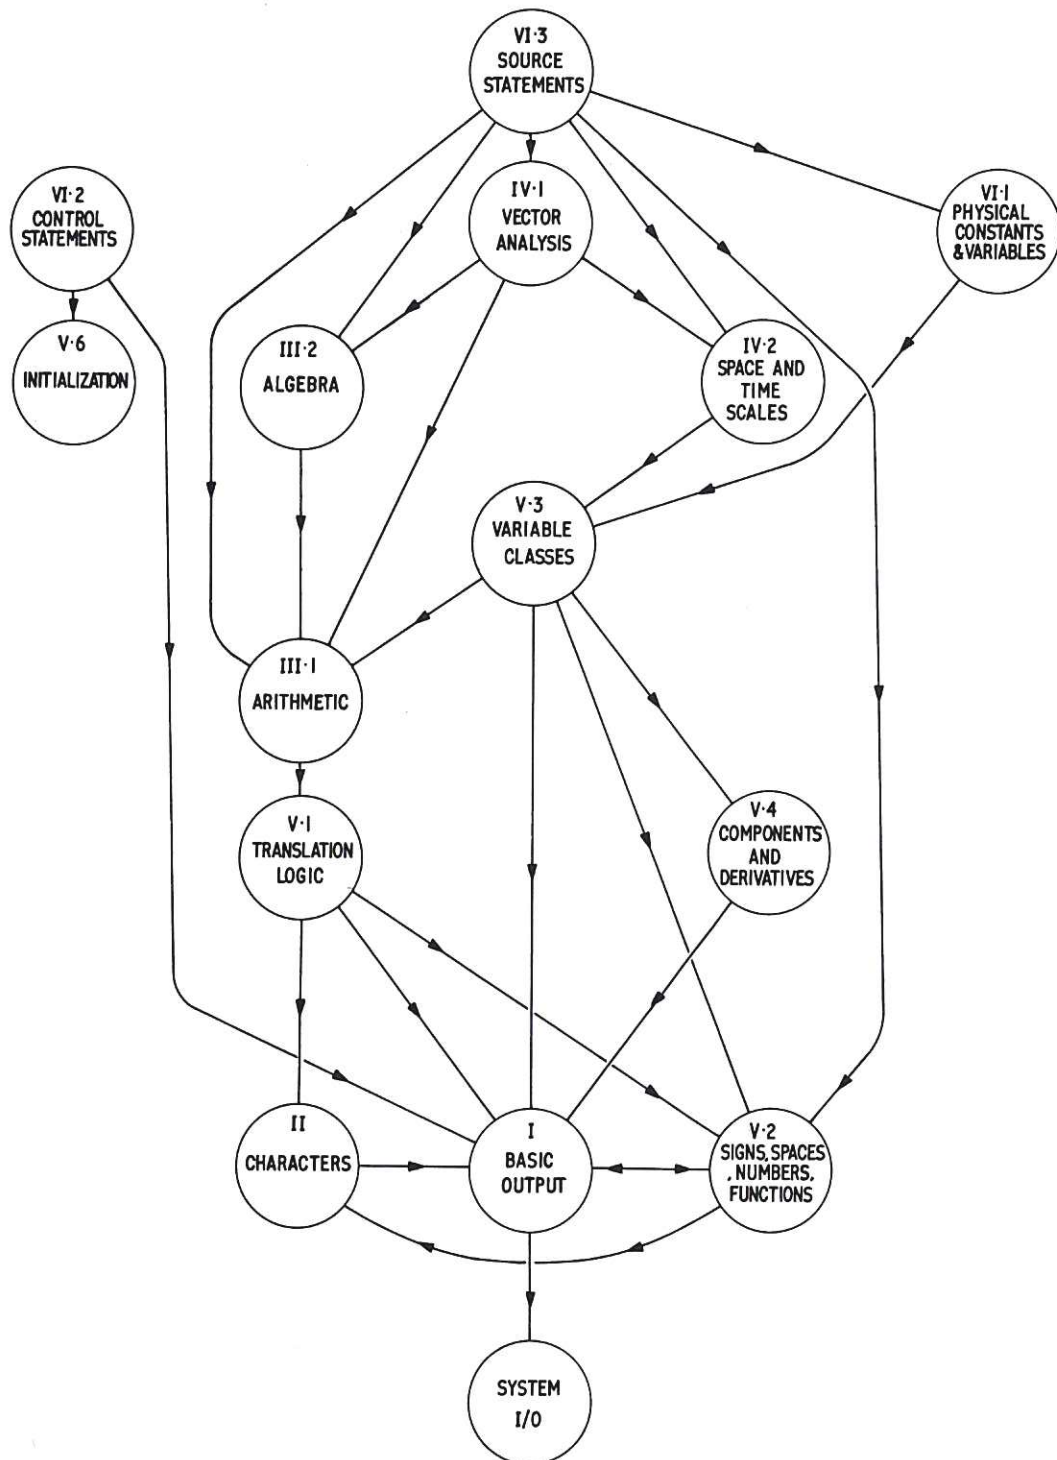 VI·3
SOURCE
STATEMENTS
VI·2
CONTROL
STATEMENTS
IV·1
VECTOR
ANALYSIS
VI·1
PHYSICAL
CONSTANTS
&VARIABLES
V·6
INITIALIZATION
III·2
ALGEBRA
IV·2
SPACE AND
TIME
SCALES
V·3
VARIABLE
CLASSES
III·1
ARITHMETIC
V·1
TRANSLATION
LOGIC
V·4
COMPONENTS
AND
DERIVATIVES
II
CHARACTERS
I
BASIC
OUTPUT
V·2
SIGNS, SPACES
,NUMBERS,
FUNCTIONS
SYSTEM
I/O